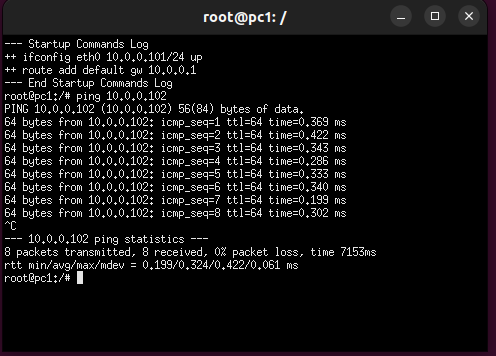 root@pc1: /
--- Startup Commands Log
++ ifconfig eth0 10.0.0.101/24 up
++ route add default gw 10.0.0.1
--- End Startup Commands Log
root@pc1:/# ping 10.0.0.102
PING 10.0.0.102 (10.0.0.102) 56(84) bytes of data.
64 bytes from 10.0.0.102: icmp_seq=1 ttl=64 time=0.369 ms
64 bytes from 10.0.0.102: icmp_seq=2 ttl=64 time=0.422 ms
64 bytes from 10.0.0.102: icmp_seq=3 ttl=64 time=0.343 ms
64 bytes from 10.0.0.102: icmp_seq=4 ttl=64 time=0.286 ms
64 bytes from 10.0.0.102: icmp_seq=5 ttl=64 time=0.333 ms
64 bytes from 10.0.0.102: icmp_seq=6 ttl=64 time=0.340 ms
64 bytes from 10.0.0.102: icmp_seq=7 ttl=64 time=0.199 ms
64 bytes from 10.0.0.102: icmp_seq=8 ttl=64 time=0.302 ms
^C
--- 10.0.0.102 ping statistics ---
8 packets transmitted, 8 received, 0% packet loss, time 7153ms
rtt min/avg/max/mdev = 0.199/0.324/0.422/0.061 ms
root@pc1:/#